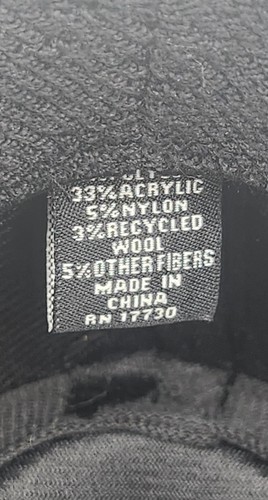 33% ACRYLIC
5% NYLON
3% RECYCLED
WOOL
5% OTHER FIBERS
MADE IN
CHINA
RN 17730